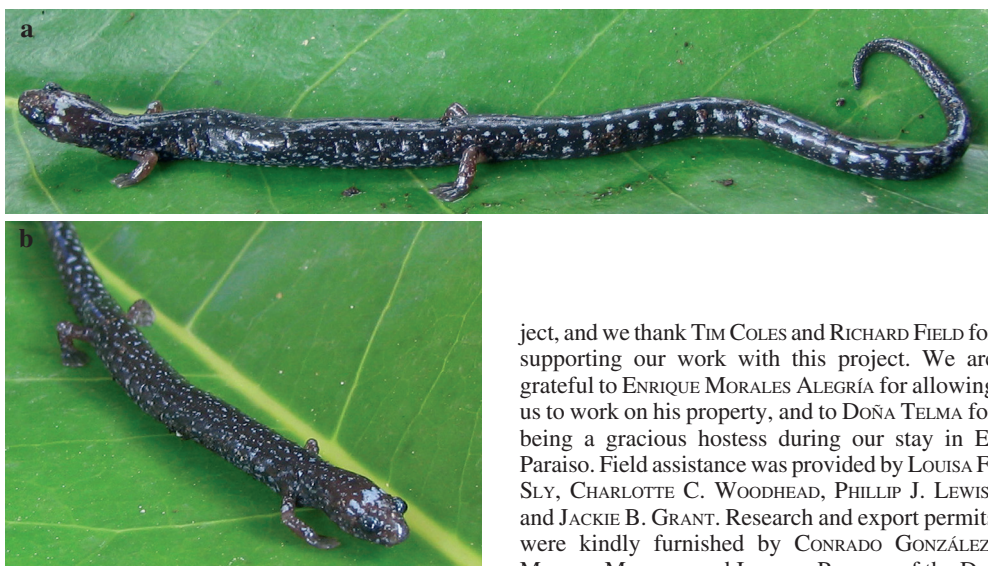 a
b
ject, and we thank TIM COLES and RICHARD FIELD fo
supporting our work with this project. We are
grateful to ENRIQUE MORALES ALEGRÍA for allowing
us to work on his property, and to DOÑA TELMA fo
being a gracious hostess during our stay in E
Paraiso. Field assistance was provided by LOUISA F
SLY, CHARLOTTE C. WOODHEAD, PHILLIP J. LEWIS
and JACKIE B. GRANT. Research and export permits
were kindly furnished by CONRADO GONZÁLEZ